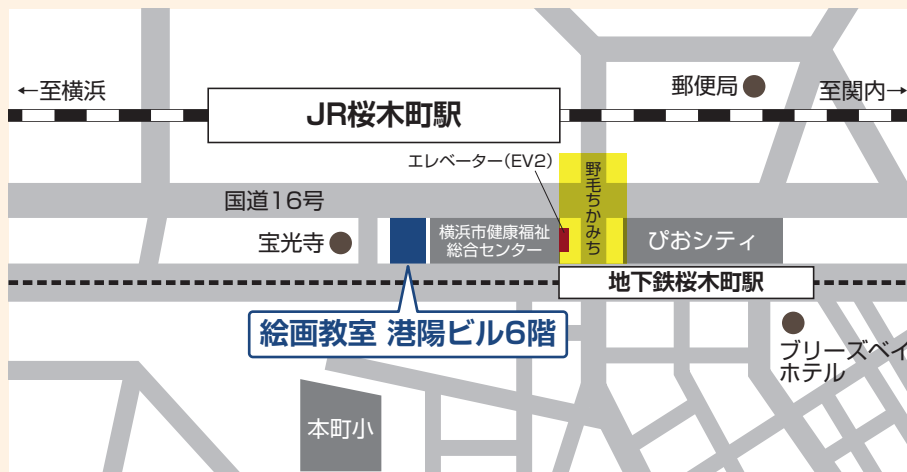 ←至横浜
JR桜木町駅
郵便局
至関内→
エレベーター(EV2)
野毛ちかみち
国道16号
宝光寺
横浜市健康福祉
総合センター
ぴおシティ
地下鉄桜木町駅
絵画教室 港陽ビル6階
ブリーズベイ
ホテル
本町小